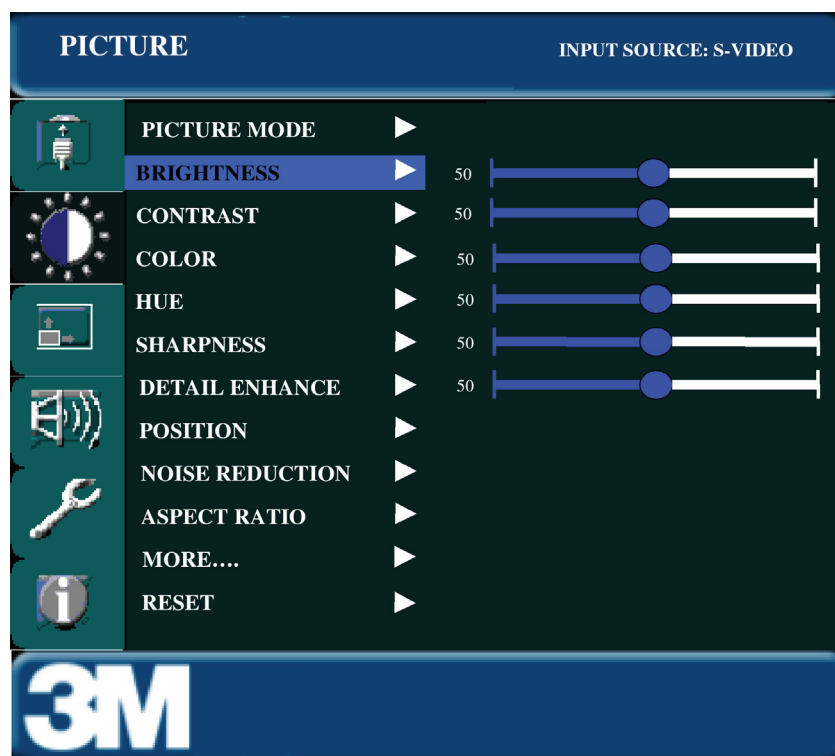 PICTURE
INPUT SOURCE: S-VIDEO
PICTURE MODE
BRIGHTNESS 50
CONTRAST 50
COLOR 50
HUE 50
SHARPNESS 50
DETAIL ENHANCE 50
POSITION
NOISE REDUCTION
ASPECT RATIO
MORE....
RESET
i
3M